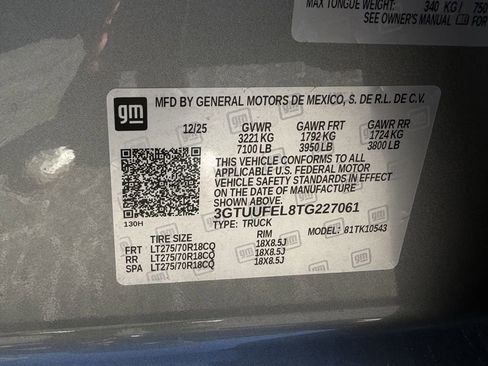 MAX TONGUE WEIGHT: 340 KG / 750
SEE OWNER'S MANUAL FOR
gm
MFD BY GENERAL MOTORS DE MEXICO, S. DE R.L. DE C.V.
12/25 GVWR GAWR FRT GAWR RR
3221 KG 1792 KG 1724 KG
7100 LB 3950 LB 3800 LB
THIS VEHICLE CONFORMS TO ALL
APPLICABLE U.S. FEDERAL MOTOR
VEHICLE SAFETY STANDARDS IN EFFECT
ON THE DATE OF MANUFACTURE
SHOWN ABOVE.
3GTUUFEL8TG227061
130H TYPE: TRUCK MODEL: 81TK10543
TIRE SIZE RIM
FRT LT275/70R18CQ 18X8.5J
RR LT275/70R18CQ 18X8.5J
SPA LT275/70R18CQ 18X8.5J